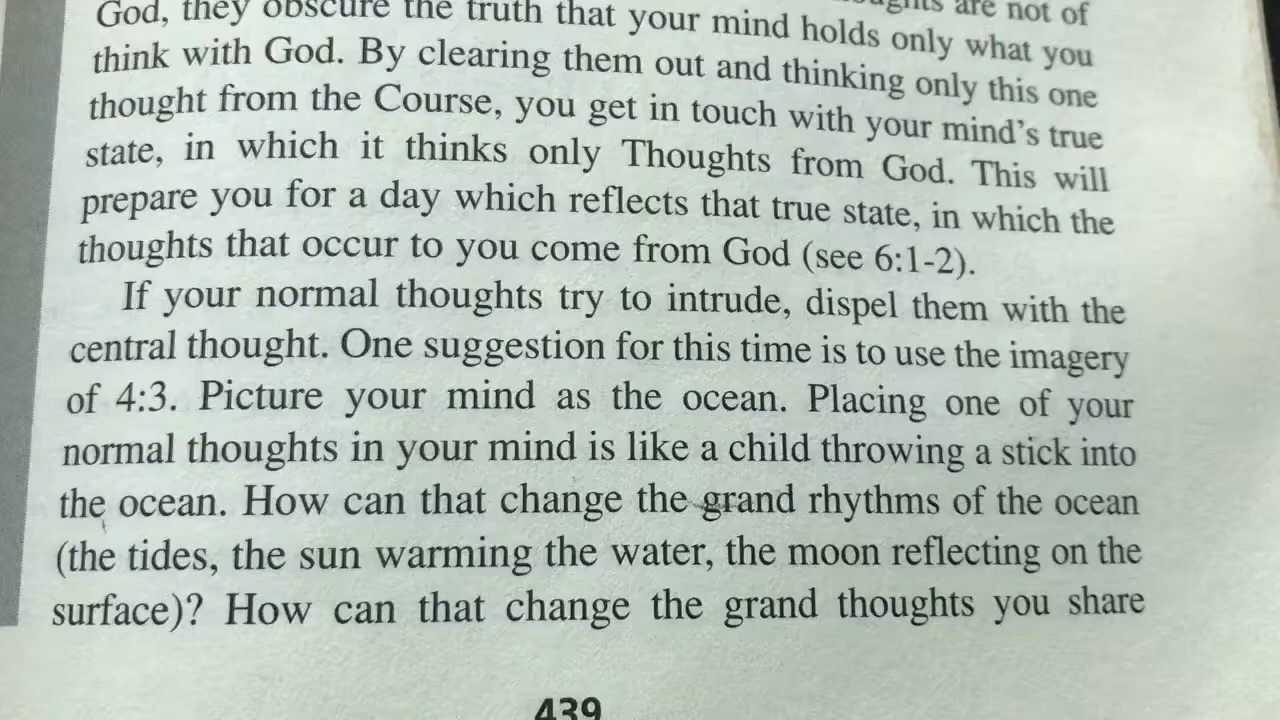 are not of
God, they obscure the truth that your mind holds only what you
think with God. By clearing them out and thinking only this one
thought from the Course, you get in touch with your mind's true
state, in which it thinks only Thoughts from God. This will
prepare you for a day which reflects that true state, in which the
thoughts that occur to you come from God (see 6:1-2).
If your normal thoughts try to intrude, dispel them with the
central thought. One suggestion for this time is to use the imagery
of 4:3. Picture your mind as the ocean. Placing one of your
normal thoughts in your mind is like a child throwing a stick into
the ocean. How can that change the grand rhythms of the ocean
(the tides, the sun warming the water, the moon reflecting on the
surface)? How can that change the grand thoughts you share
439